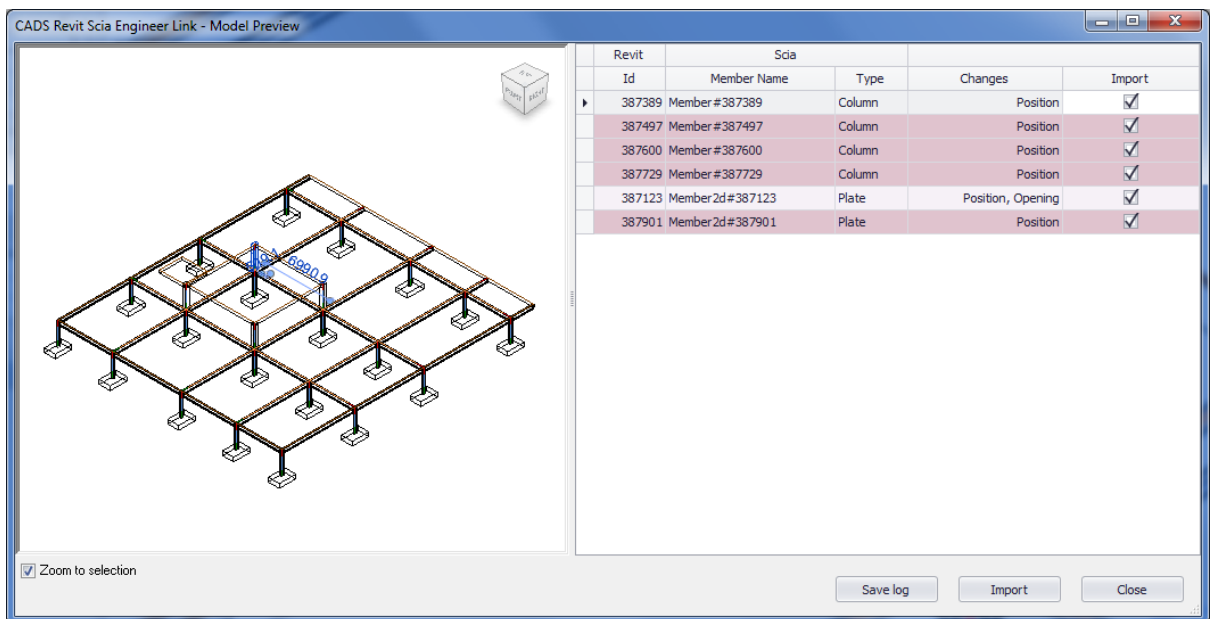 CADS Revit Scia Engineer Link - Model Preview
Revit Scia
Id Member Name Type Changes Import
387389 Member#387389 Column Position
387497 Member#387497 Column Position
387600 Member#387600 Column Position
387729 Member#387729 Column Position
387123 Member2d#387123 Plate Position, Opening
387901 Member2d#387901 Plate Position
RIGHT
6990.9
Zoom to selection
Save log Import Close